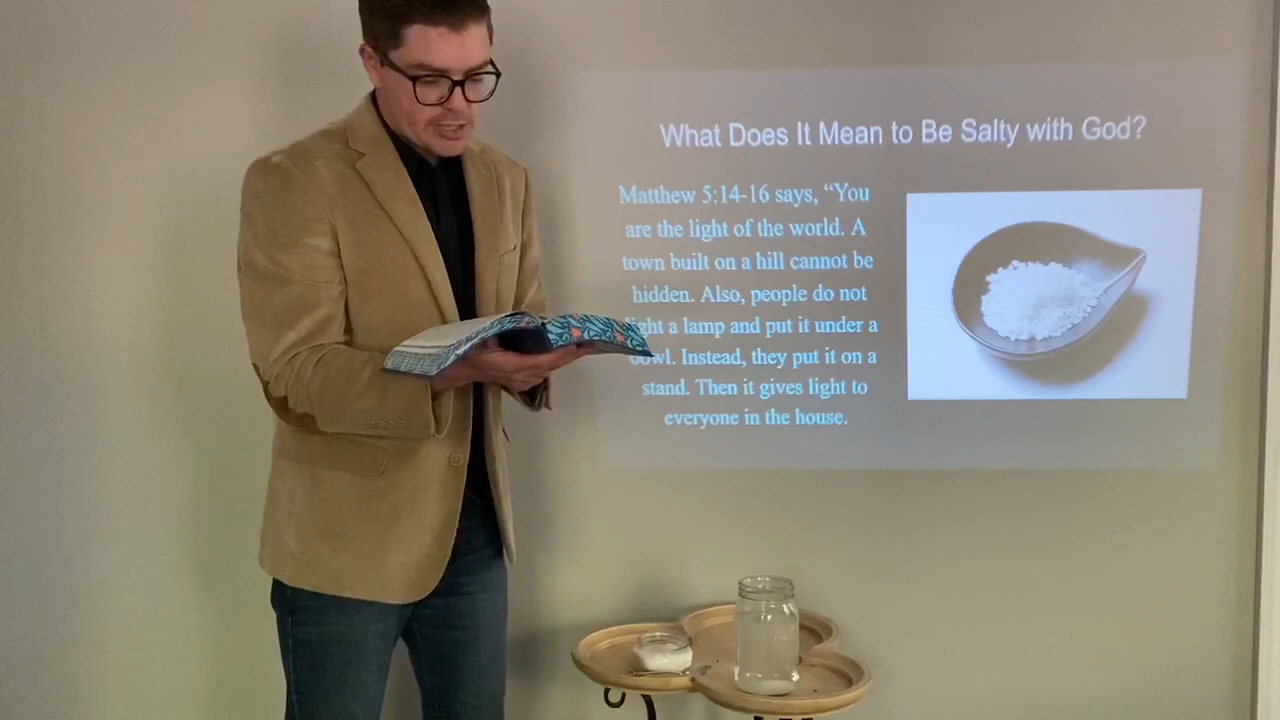 What Does It Mean to Be Salty with God?
Matthew 5:14-16 says, “You
are the light of the world. A
town built on a hill cannot be
hidden. Also, people do not
light a lamp and put it under a
bowl. Instead, they put it on a
stand. Then it gives light to
everyone in the house.